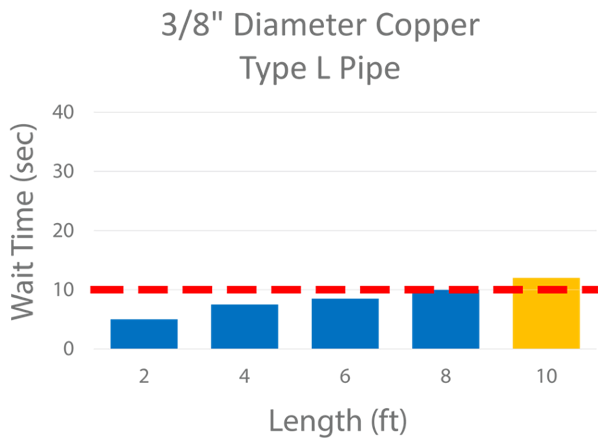 3/8" Diameter Copper
Type L Pipe
40
30
20
10
0
Wait Time (sec)
2 4 6 8 10
Length (ft)